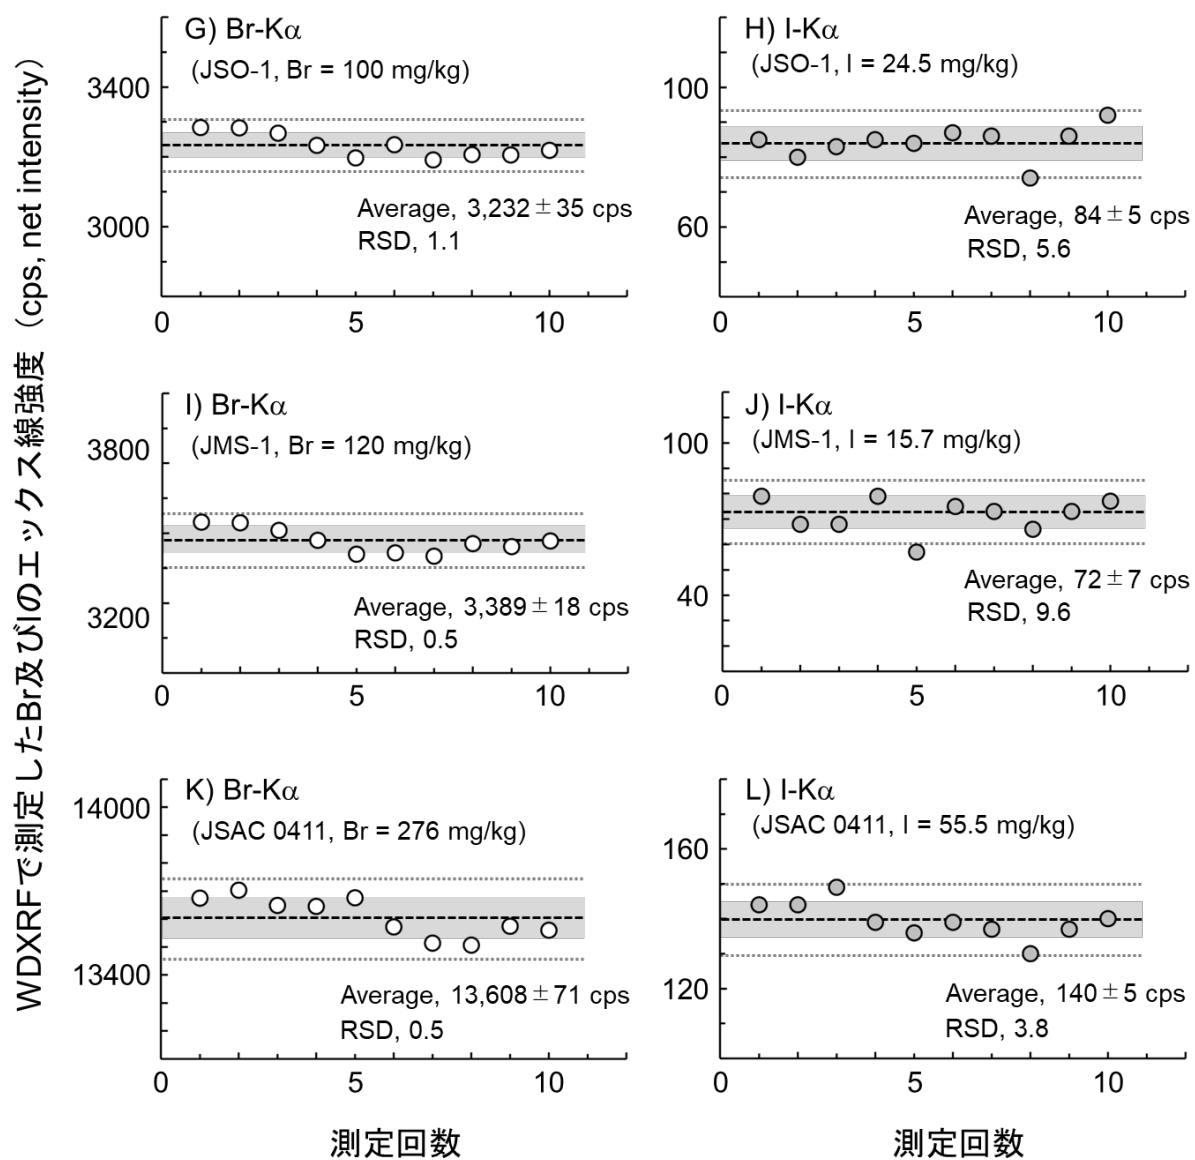 WDXRFで測定したBr及びIのエックス線強度（cps, net intensity）
G) Br-Kα
(JSO-1, Br = 100 mg/kg)
3400
3000
Average, 3,232±35 cps
RSD, 1.1
0
5
10
H) I-Kα
(JSO-1, I = 24.5 mg/kg)
100
60
Average, 84±5 cps
RSD, 5.6
0
5
10
I) Br-Kα
(JMS-1, Br = 120 mg/kg)
3800
3200
Average, 3,389±18 cps
RSD, 0.5
0
5
10
J) I-Kα
(JMS-1, I = 15.7 mg/kg)
100
40
Average, 72±7 cps
RSD, 9.6
0
5
10
K) Br-Kα
(JSAC 0411, Br = 276 mg/kg)
14000
13400
Average, 13,608±71 cps
RSD, 0.5
0
5
10
測定回数
L) I-Kα
(JSAC 0411, I = 55.5 mg/kg)
160
120
Average, 140±5 cps
RSD, 3.8
0
5
10
測定回数